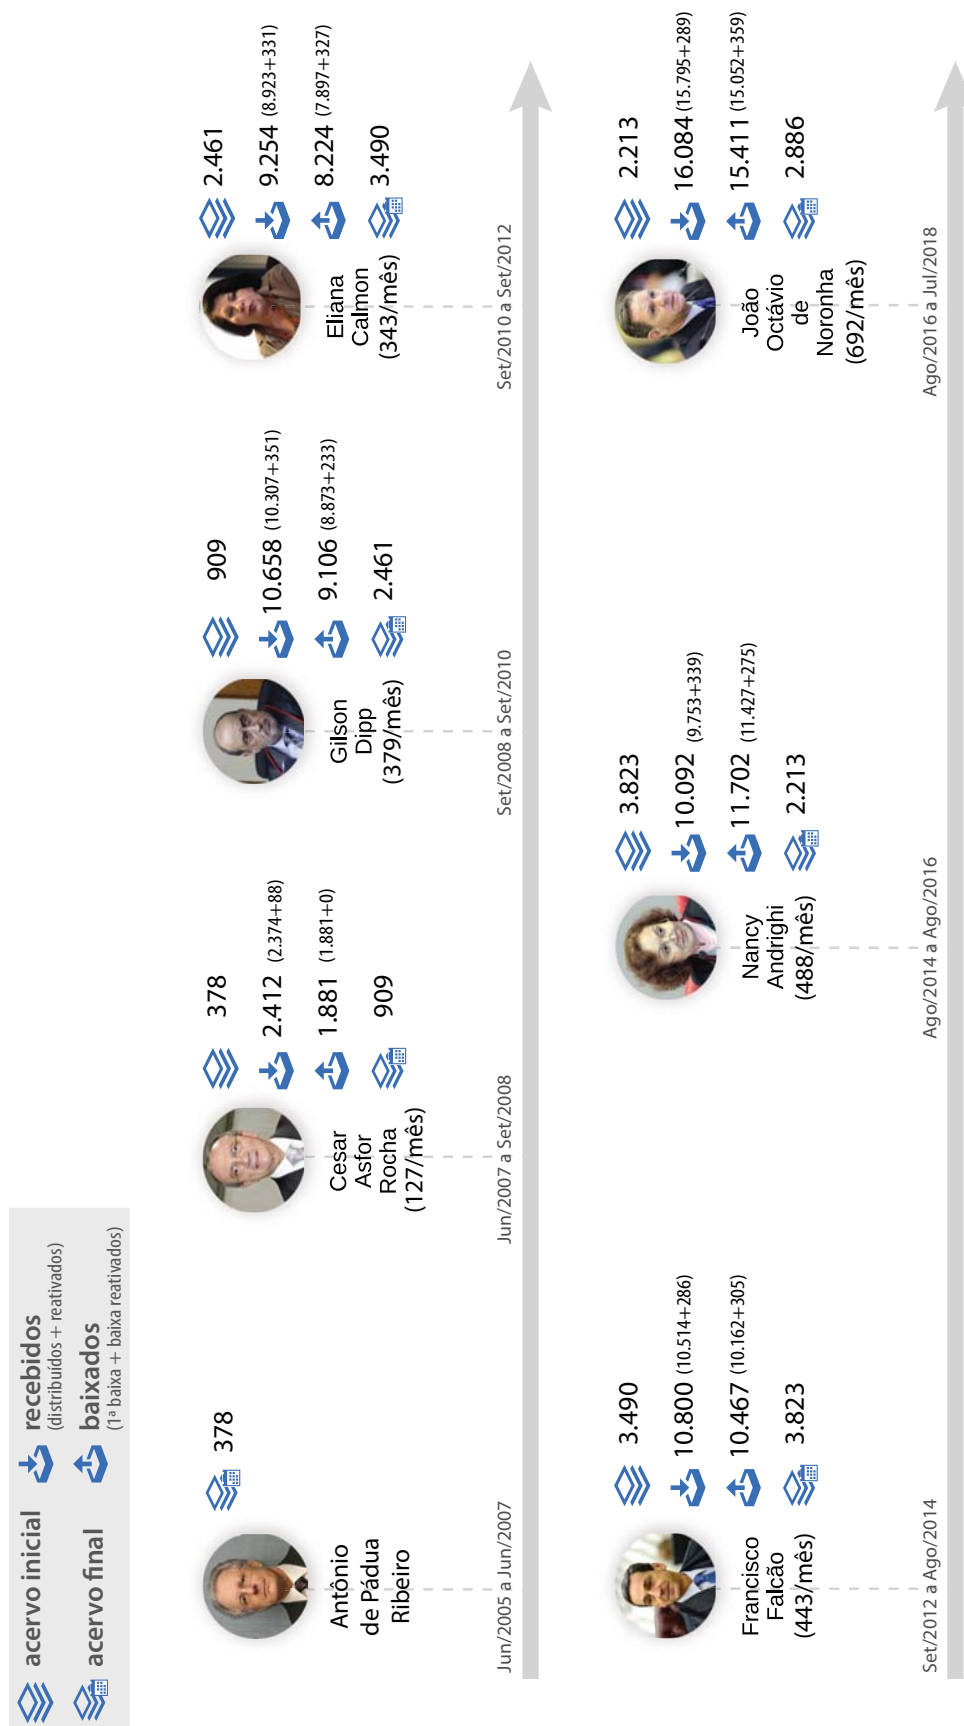 acervo inicial
recebidos
(distribuídos + reativados)
acervo final
baixados
(1ª baixa + baixa reativados)
378
Antônio
de Pádua
Ribeiro
Jun/2005 a Jun/2007
378
2.412 (2.374+88)
1.881 (1.881+0)
909
Cesar
Asfor
Rocha
(127/mês)
Jun/2007 a Set/2008
909
10.658 (10.307+351)
9.106 (8.873+233)
2.461
Gilson
Dipp
(379/mês)
Set/2008 a Set/2010
2.461
9.254 (8.923+331)
8.224 (7.897+327)
3.490
Eliana
Calmon
(343/mês)
Set/2010 a Set/2012
3.490
10.800 (10.514+286)
10.467 (10.162+305)
3.823
Francisco
Falcão
(443/mês)
Set/2012 a Ago/2014
3.823
10.092 (9.753+339)
11.702 (11.427+275)
2.213
Nancy
Andrighi
(488/mês)
Ago/2014 a Ago/2016
2.213
16.084 (15.795+289)
15.411 (15.052+359)
2.886
João
Octávio
de
Noronha
(692/mês)
Ago/2016 a Jul/2018